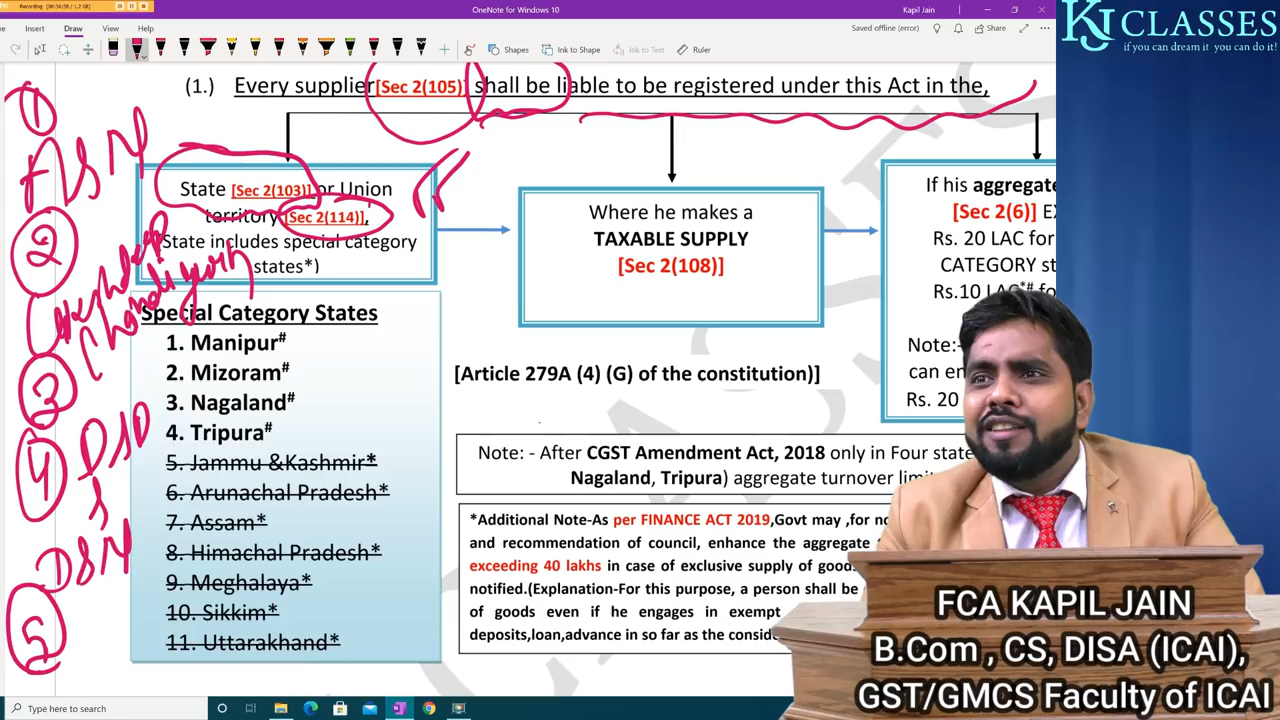 Recording [00:56:58 / 1.2 GB]
OneNote for Windows 10
Kapil Jain
Insert Draw View Help
Saved offline (error) Share
Shapes Ink to Shape Ink to Text Ruler
KJ CLASSES
if you can dream it you can do it!
(1.) Every supplier[Sec 2(105)] shall be liable to be registered under this Act in the,
State [Sec 2(103)] or Union
territory [Sec 2(114)],
(State includes special category
states*)
Where he makes a
TAXABLE SUPPLY
[Sec 2(108)]
If his aggregate
[Sec 2(6)] EX
Rs. 20 LAC for
CATEGORY st
Rs.10 LAC*# fo
Note:-
can en
Rs. 20
Special Category States
1. Manipur#
2. Mizoram#
3. Nagaland#
4. Tripura#
5. Jammu &Kashmir*
6. Arunachal Pradesh*
7. Assam*
8. Himachal Pradesh*
9. Meghalaya*
10. Sikkim*
11. Uttarakhand*
[Article 279A (4) (G) of the constitution)]
Note: - After CGST Amendment Act, 2018 only in Four state
Nagaland, Tripura) aggregate turnover limi
*Additional Note-As per FINANCE ACT 2019,Govt may ,for no
and recommendation of council, enhance the aggregate
exceeding 40 lakhs in case of exclusive supply of goods
notified.(Explanation-For this purpose, a person shall be
of goods even if he engages in exempt
deposits,loan,advance in so far as the consid
1
2
Lakshdeep
Chandigarh
3
4
5
FCA KAPIL JAIN
B.Com , CS, DISA (ICAI),
GST/GMCS Faculty of ICAI
Type here to search